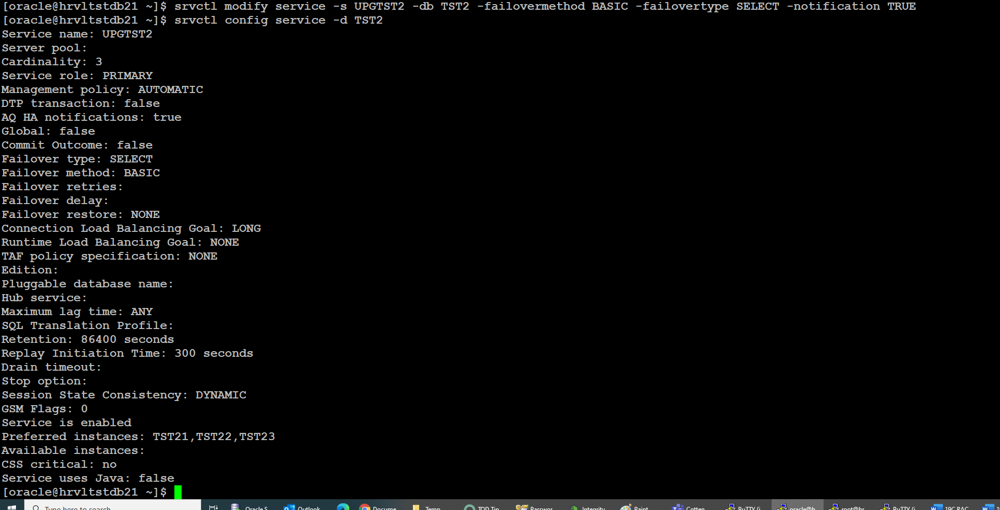 [oracle@hrvltstdb21 ~]$ srvctl modify service -s UPGTST2 -db TST2 -failovermethod BASIC -failovertype SELECT -notification TRUE
[oracle@hrvltstdb21 ~]$ srvctl config service -d TST2
Service name: UPGTST2
Server pool:
Cardinality: 3
Service role: PRIMARY
Management policy: AUTOMATIC
DTP transaction: false
AQ HA notifications: true
Global: false
Commit Outcome: false
Failover type: SELECT
Failover method: BASIC
Failover retries:
Failover delay:
Failover restore: NONE
Connection Load Balancing Goal: LONG
Runtime Load Balancing Goal: NONE
TAF policy specification: NONE
Edition:
Pluggable database name:
Hub service:
Maximum lag time: ANY
SQL Translation Profile:
Retention: 86400 seconds
Replay Initiation Time: 300 seconds
Drain timeout:
Stop option:
Session State Consistency: DYNAMIC
GSM Flags: 0
Service is enabled
Preferred instances: TST21,TST22,TST23
Available instances:
CSS critical: no
Service uses Java: false
[oracle@hrvltstdb21 ~]$
Type here to search Oracle S Outlook Docume Temp Passwor Integrity Paint Cotten PuTTY (i oracle@h root@hr PuTTY (i 19C RAC